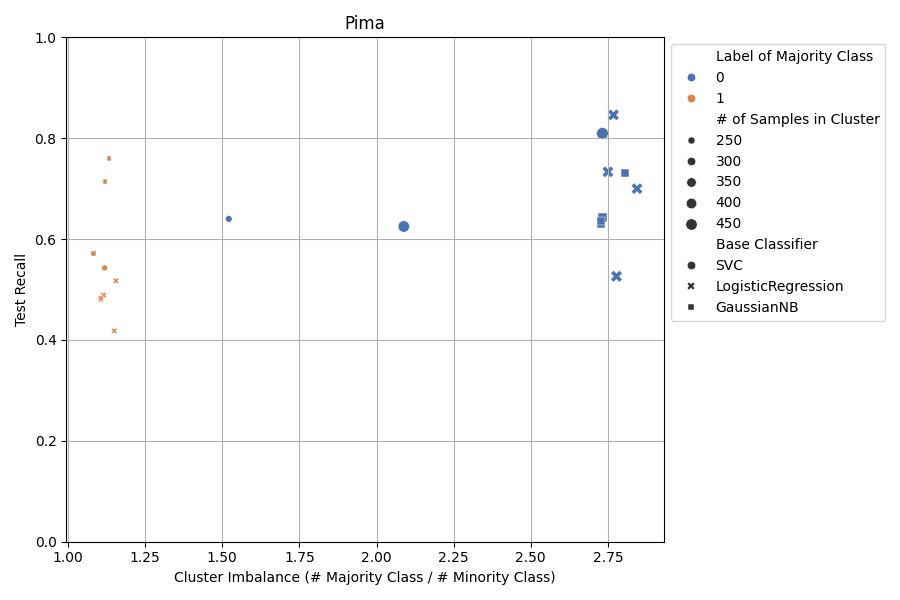 Pima
1.0
0.8
0.6
0.4
0.2
0.0
Test Recall
1.00
1.25
1.50
1.75
2.00
2.25
2.50
2.75
Cluster Imbalance (# Majority Class / # Minority Class)
Label of Majority Class
0
1
# of Samples in Cluster
250
300
350
400
450
Base Classifier
SVC
LogisticRegression
GaussianNB